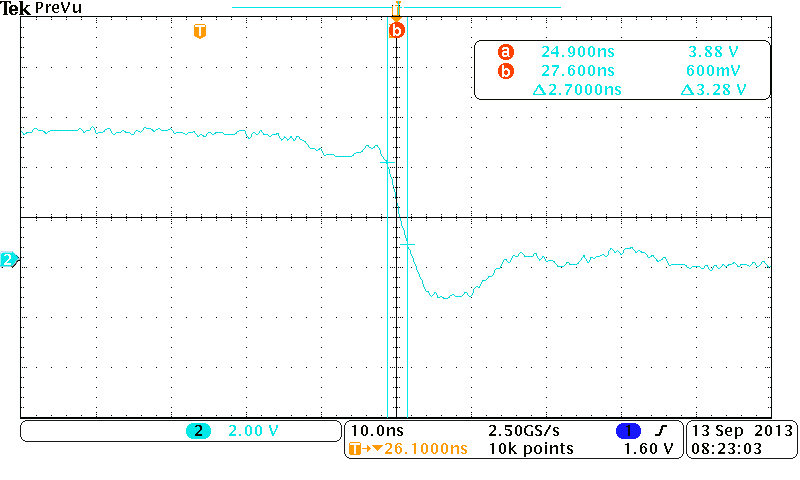 Tek PreVu
T
b
a 24.900ns 3.88 V
b 27.600ns 600mV
Δ2.7000ns Δ3.28 V
2
2 2.00 V
10.0ns 2.50GS/s 1 1.60 V
T→▼26.1000ns 10k points
13 Sep 2013
08:23:03